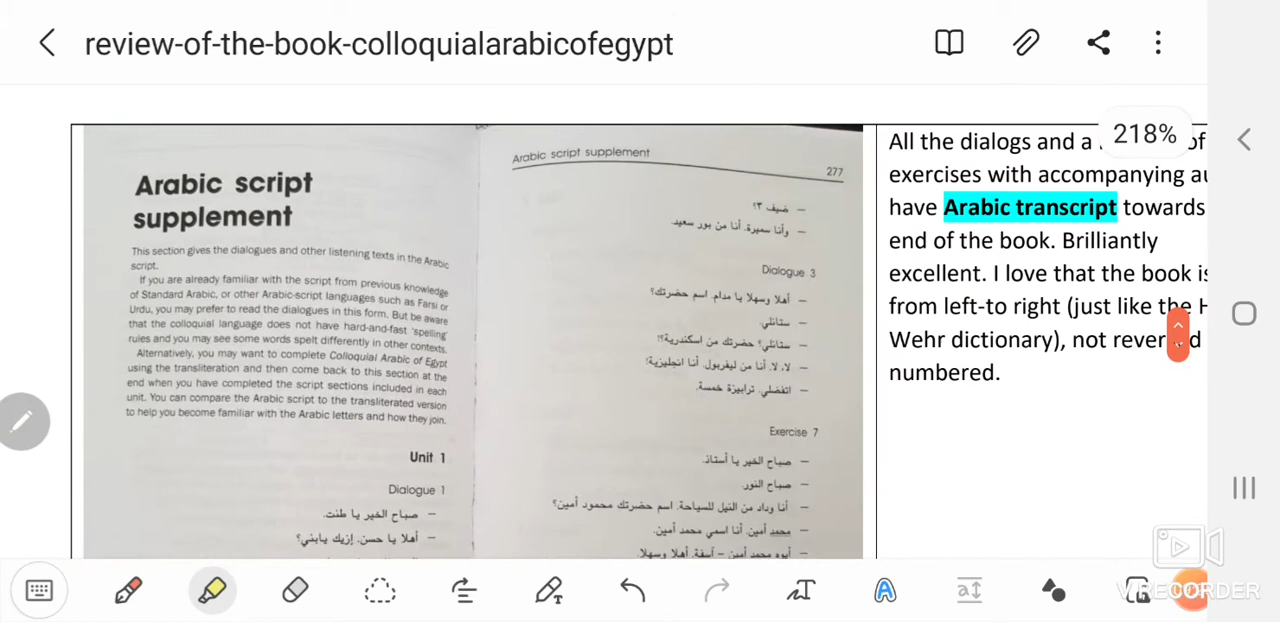 review-of-the-book-colloquialarabicofegypt
218%
Arabic script
supplement
This section gives the dialogues and other listening texts in the Arabic
script.
If you are already familiar with the script from previous knowledge
of Standard Arabic, or other Arabic-script languages such as Farsi or
Urdu, you may prefer to read the dialogues in this form. But be aware
that the colloquial language does not have hard-and-fast 'spelling'
rules and you may see some words spelt differently in other contexts.
Alternatively, you may want to complete Colloquial Arabic of Egypt
using the transliteration and then come back to this section at the
end when you have completed the script sections included in each
unit. You can compare the Arabic script to the transliterated version
to help you become familiar with the Arabic letters and how they join.
Unit 1
Dialogue 1
– صباح الخير يا طنت.
– أهلا يا حسن. إزيك يابني؟
Arabic script supplement
277
– ضيف ٣؟
– وأنا سميرة. أنا من بور سعيد.
Dialogue 3
– أهلا وسهلا يا مدام. اسم حضرتك؟
– ستانلي.
– ستانلي؟ حضرتك من اسكندرية؟!
– لا، لا. أنا من ليفربول. أنا انجليزية!
– اتفضلي. ترابيزة خمسة.
Exercise 7
– صباح الخير يا أستاذ.
– صباح النور.
– أنا وداد من النيل للسياحة. اسم حضرتك محمود أمين؟
– محمد أمين. أنا اسمي محمد أمين.
– أيوه محمد أمين – آسفة. أهلا وسهلا.
All the dialogs and a of
exercises with accompanying
have Arabic transcript towards
end of the book. Brilliantly
excellent. I love that the book is
from left-to right (just like the H
Wehr dictionary), not rever d
numbered.
T
A
VRECORDER